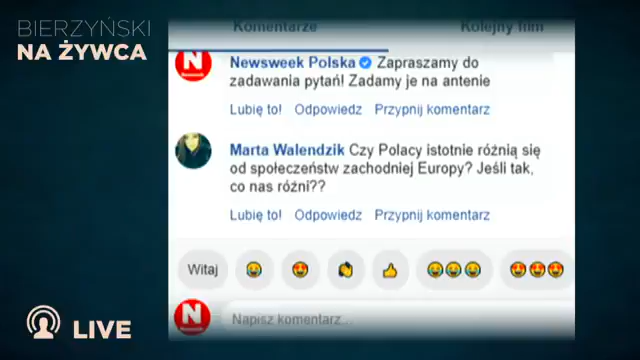 BIERZYŃSKI
NA ŻYWCA
Komentarze
Kolejny film
Newsweek Polska Zapraszamy do
zadawania pytań! Zadamy je na antenie
Lubię to! Odpowiedz Przypnij komentarz
Marta Walendzik Czy Polacy istotnie różnią się
od społeczeństw zachodniej Europy? Jeśli tak,
co nas różni??
Lubię to! Odpowiedz Przypnij komentarz
Witaj
N
Napisz komentarz...
LIVE